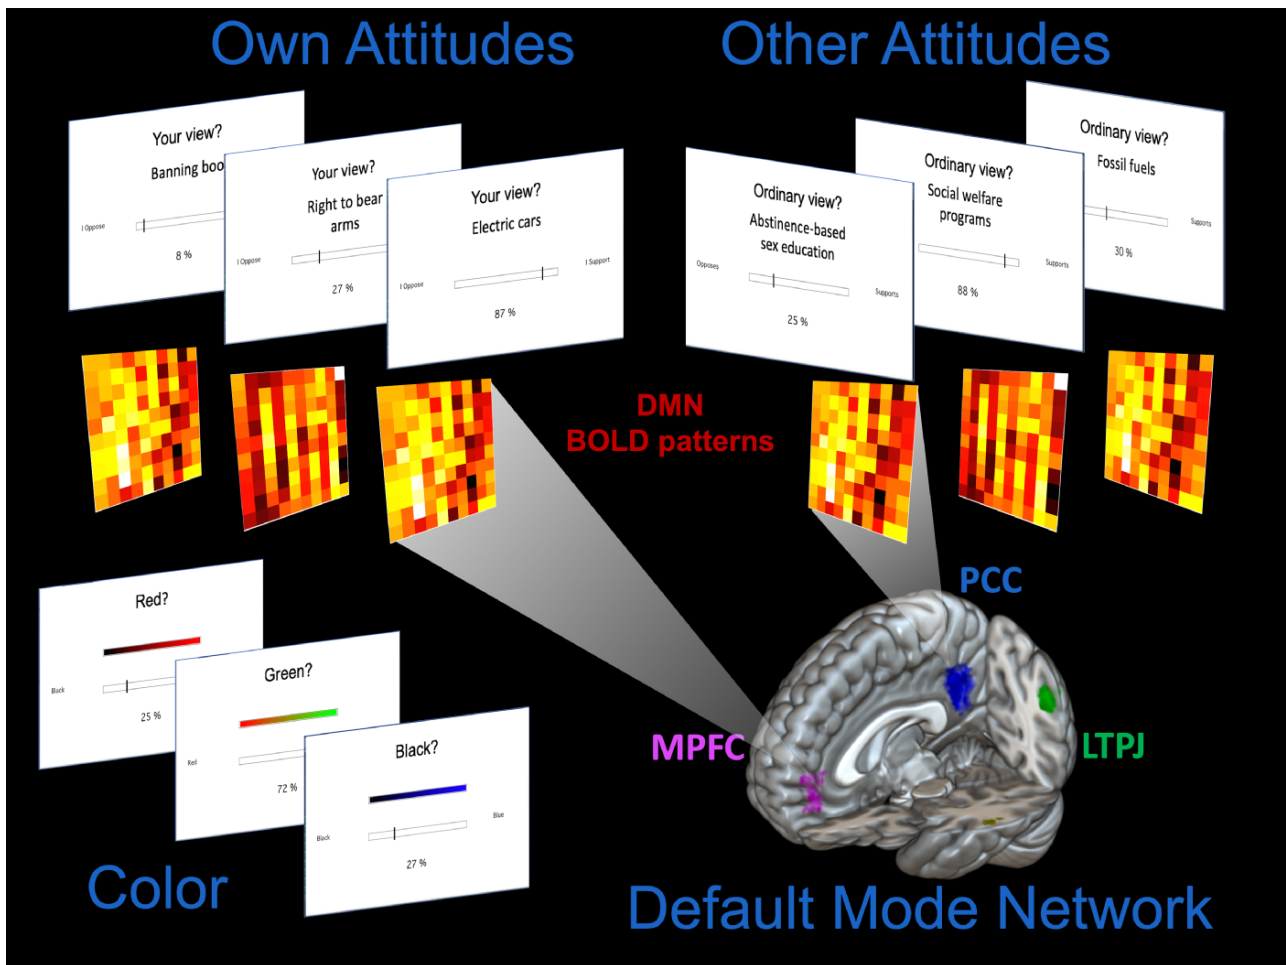 Own Attitudes
Other Attitudes
Your view?
Banning boo
I Oppose
8 %
Your view?
Right to bear
arms
I Oppose
27 %
Your view?
Electric cars
I Oppose
I Support
87 %
Ordinary view?
Abstinence-based
sex education
Opposes
Supports
25 %
Ordinary view?
Social welfare
programs
Supports
88 %
Ordinary view?
Fossil fuels
Supports
30 %
DMN
BOLD patterns
Red?
Black
25 %
Green?
Red
72 %
Black?
Black
Blue
27 %
Color
PCC
MPFC
LTPJ
Default Mode Network